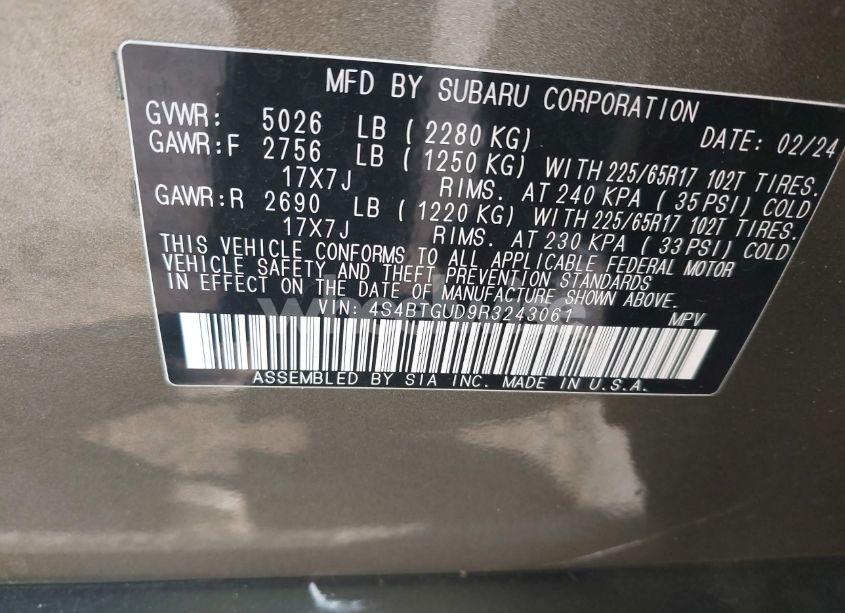 MFD BY SUBARU CORPORATION
GVWR: 5026 LB ( 2280 KG) DATE: 02/24
GAWR:F 2756 LB ( 1250 KG) WITH 225/65R17 102T TIRES.
17X7J RIMS. AT 240 KPA ( 35 PSI) COLD
GAWR:R 2690 LB ( 1220 KG) WITH 225/65R17 102T TIRES.
17X7J RIMS. AT 230 KPA ( 33 PSI) COLD
THIS VEHICLE CONFORMS TO ALL APPLICABLE FEDERAL MOTOR
VEHICLE SAFETY AND THEFT PREVENTION STANDARDS
IN EFFECT ON THE DATE OF MANUFACTURE SHOWN ABOVE.
VIN: 4S4BTGUD9R3243061 MPV
ASSEMBLED BY SIA INC. MADE IN U.S.A.